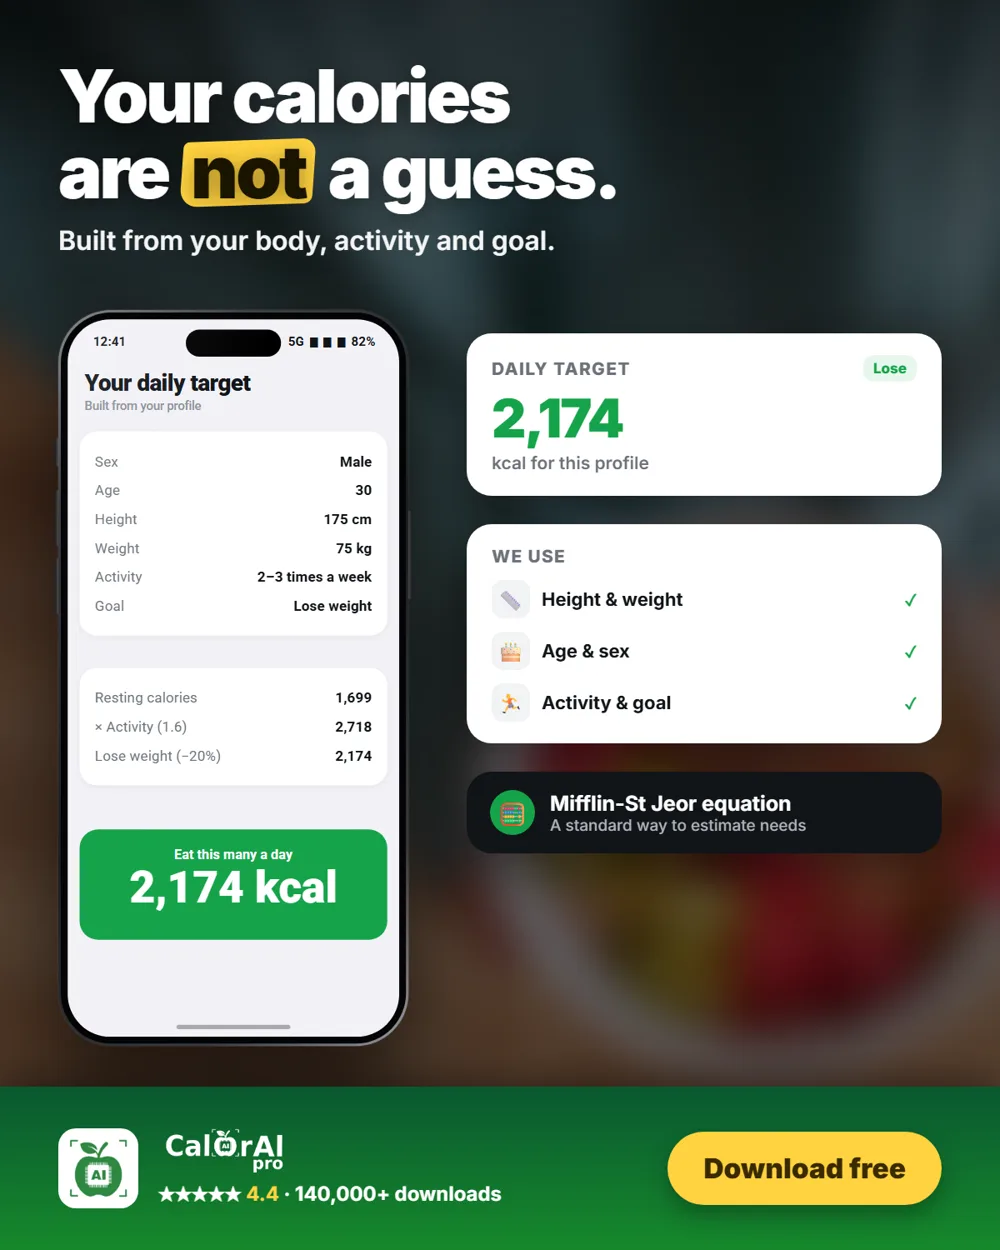 Your calories
are not a guess.
Built from your body, activity and goal.
12:41 5G 82%
Your daily target
Built from your profile
Sex Male
Age 30
Height 175 cm
Weight 75 kg
Activity 2–3 times a week
Goal Lose weight
Resting calories 1,699
× Activity (1.6) 2,718
Lose weight (−20%) 2,174
Eat this many a day
2,174 kcal
DAILY TARGET Lose
2,174
kcal for this profile
WE USE
Height & weight ✓
Age & sex ✓
Activity & goal ✓
Mifflin-St Jeor equation
A standard way to estimate needs
AI
CalorAI
pro
★★★★★ 4.4 · 140,000+ downloads
Download free